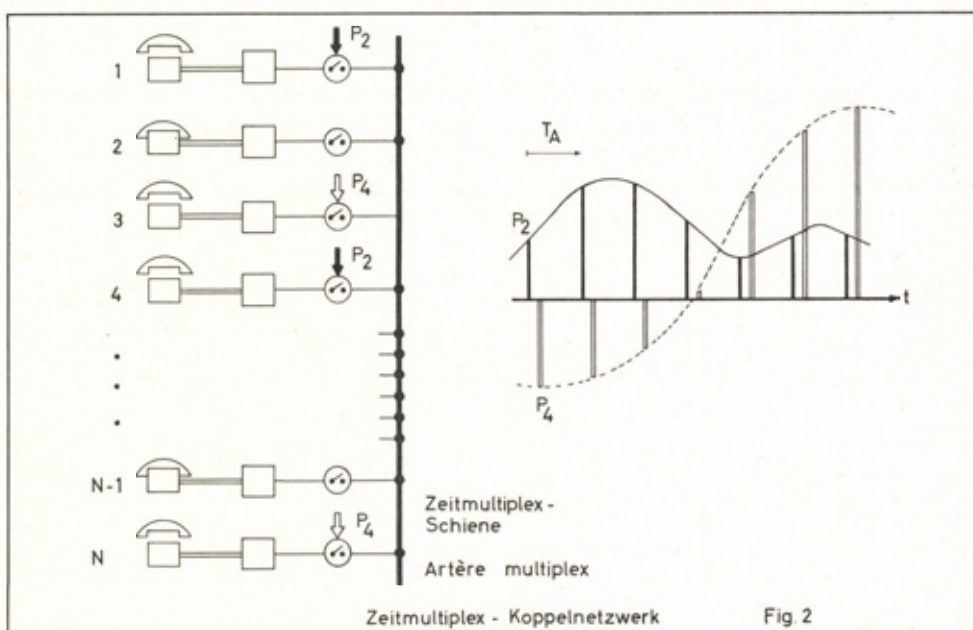 P2
1
2
P4
3
P2
4
N-1
P4
N
TA
P2
t
P4
Zeitmultiplex -
Schiene
Artère multiplex
Zeitmultiplex - Koppelnetzwerk Fig. 2